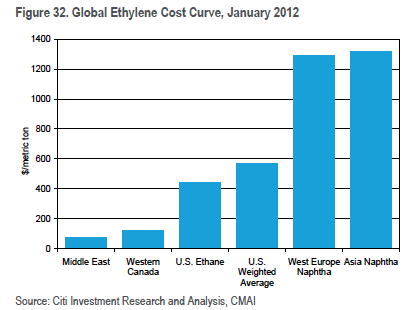 Figure 32. Global Ethylene Cost Curve, January 2012
1400
1200
1000
800
600
400
200
0
$/metric ton
Middle East
Western
Canada
U.S. Ethane
U.S.
Weighted
Average
West Europe
Naphtha
Asia Naphtha
Source: Citi Investment Research and Analysis, CMAI